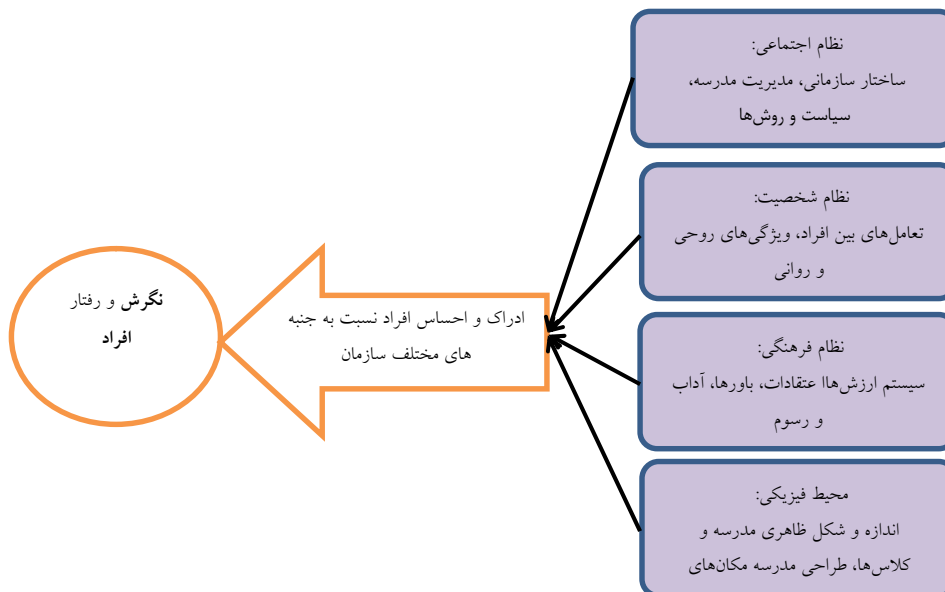 نظام اجتماعی:
ساختار سازمانی، مدیریت مدرسه،
سیاست و روش‌ها
نظام شخصیت:
تعامل‌های بین افراد، ویژگی‌های روحی
و روانی
نظام فرهنگی:
سیستم ارزش‌هاا عتقادات، باورها، آداب
و رسوم
محیط فیزیکی:
اندازه و شکل ظاهری مدرسه و
کلاس‌ها، طراحی مدرسه مکان‌های
ادراک و احساس افراد نسبت به جنبه
های مختلف سازمان
نگرش و رفتار
افراد